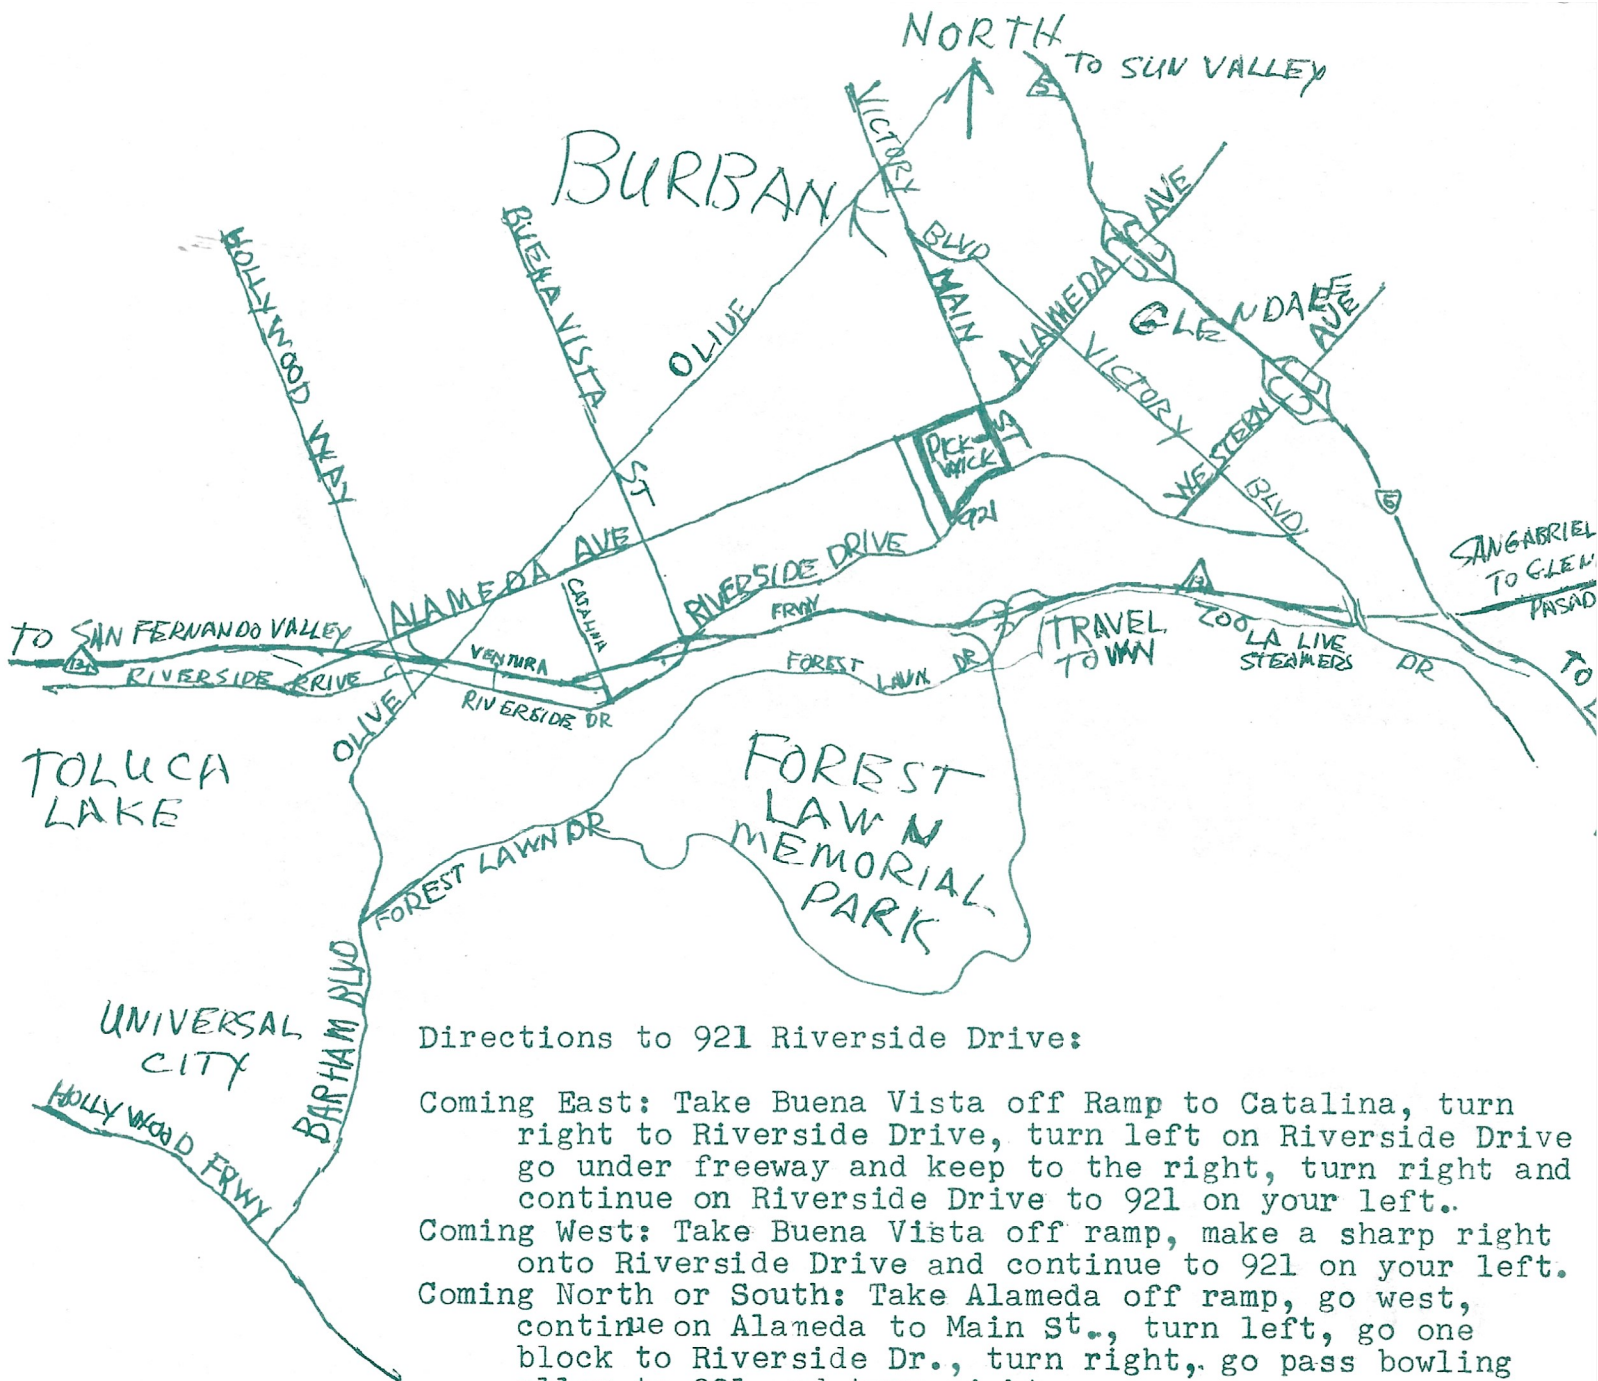 NORTH
TO SUN VALLEY
5
BURBANK
VICTORY
BLVD
AVE
ALAMEDA
HOLLYWOOD WAY
BUENA VISTA
ST
OLIVE
MAIN
ST
GLENDALE
AVE
WESTERN
VICTORY
BLVD
PICK-
WICK
921
5
SAN GABRIEL
TO GLEN
PASAD
ALAMEDA AVE
CATALINA
RIVERSIDE DRIVE
FRWY
TO SAN FERNANDO VALLEY
134
RIVERSIDE DRIVE
VENTURA
RIVERSIDE DR
FOREST LAWN DR
TRAVEL
TOWN
134
ZOO
LA LIVE
STEAMERS
DR
TO
OLIVE
TOLUCA
LAKE
FOREST
LAWN
MEMORIAL
PARK
FOREST LAWN DR
BARHAM BLVD
UNIVERSAL
CITY
HOLLYWOOD FRWY
Directions to 921 Riverside Drive:
Coming East: Take Buena Vista off Ramp to Catalina, turn
right to Riverside Drive, turn left on Riverside Drive
go under freeway and keep to the right, turn right and
continue on Riverside Drive to 921 on your left..
Coming West: Take Buena Vista off ramp, make a sharp right
onto Riverside Drive and continue to 921 on your left.
Coming North or South: Take Alameda off ramp, go west,
continue on Alameda to Main St., turn left, go one
block to Riverside Dr., turn right, go pass bowling